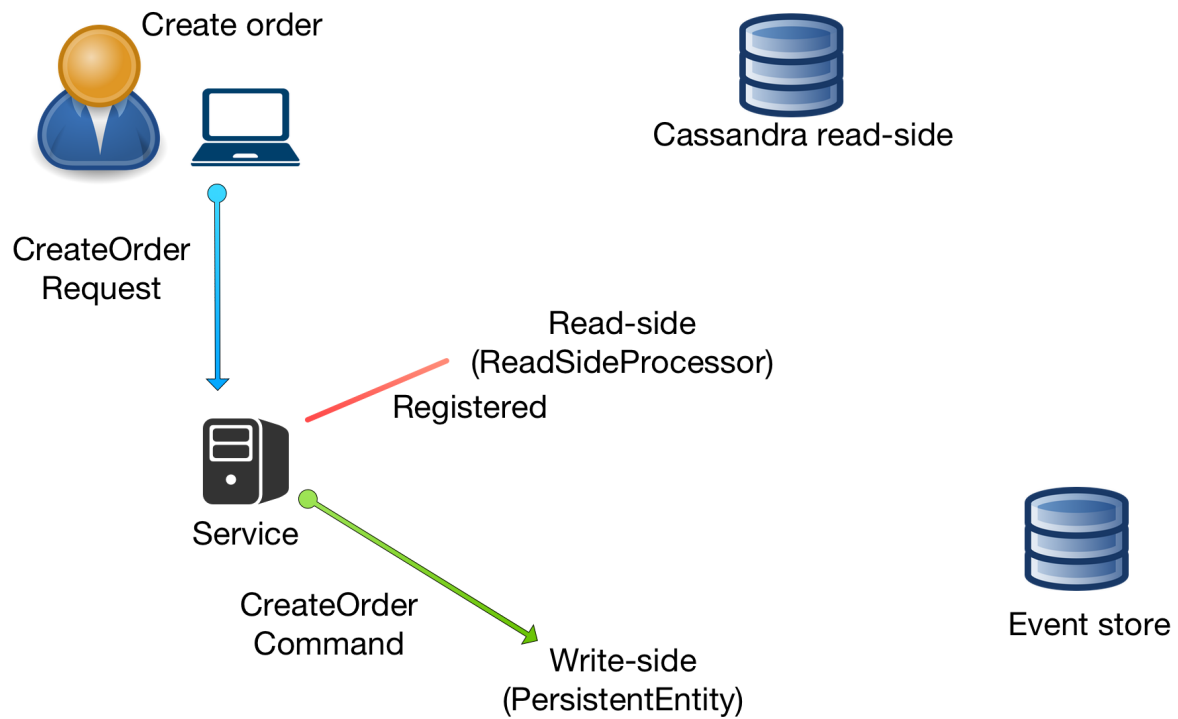 Create order
Cassandra read-side
CreateOrder
Request
Read-side
(ReadSideProcessor)
Registered
Service
CreateOrder
Command
Event store
Write-side
(PersistentEntity)